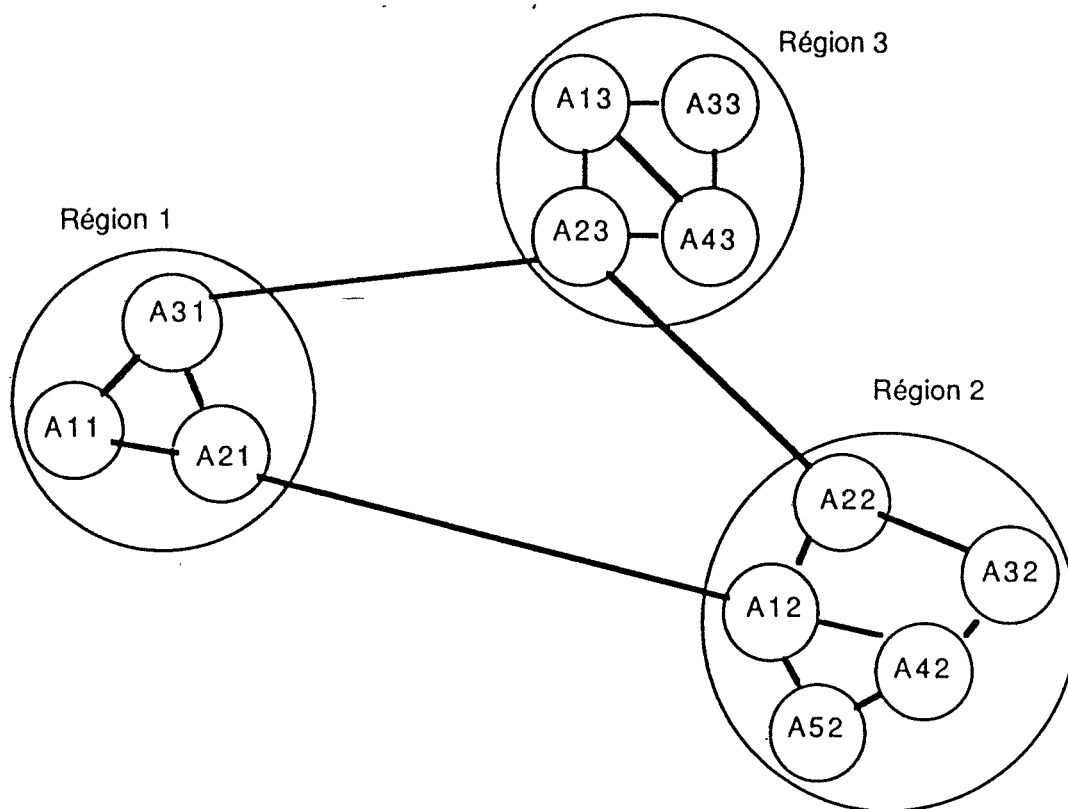 Région 3
A13
A33
A23
A43
Région 1
A31
A11
A21
Région 2
A22
A32
A12
A42
A52